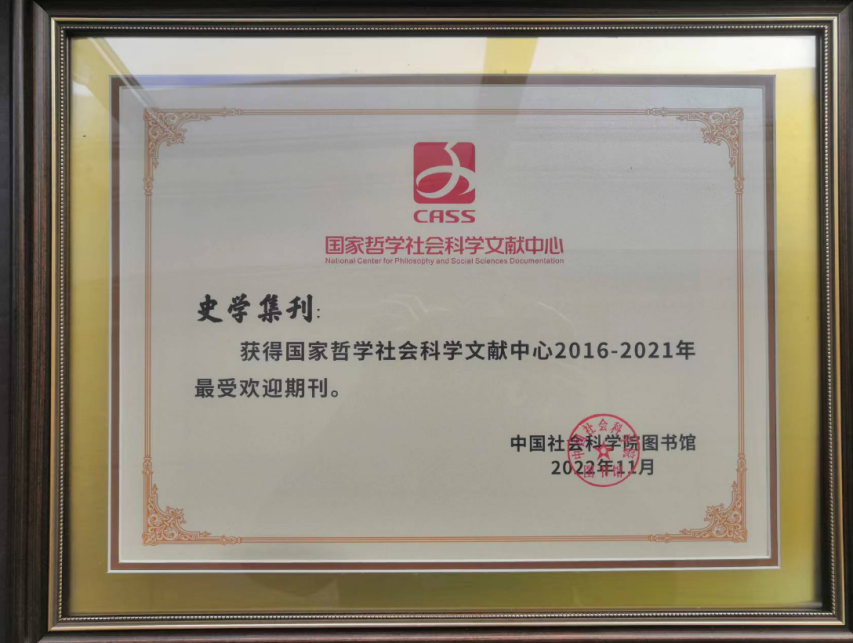 CASS
国家哲学社会科学文献中心
National Center for Philosophy and Social Sciences Documentation
史学集刊:
获得国家哲学社会科学文献中心2016-2021年
最受欢迎期刊。
中国社会科学院图书馆
2022年11月